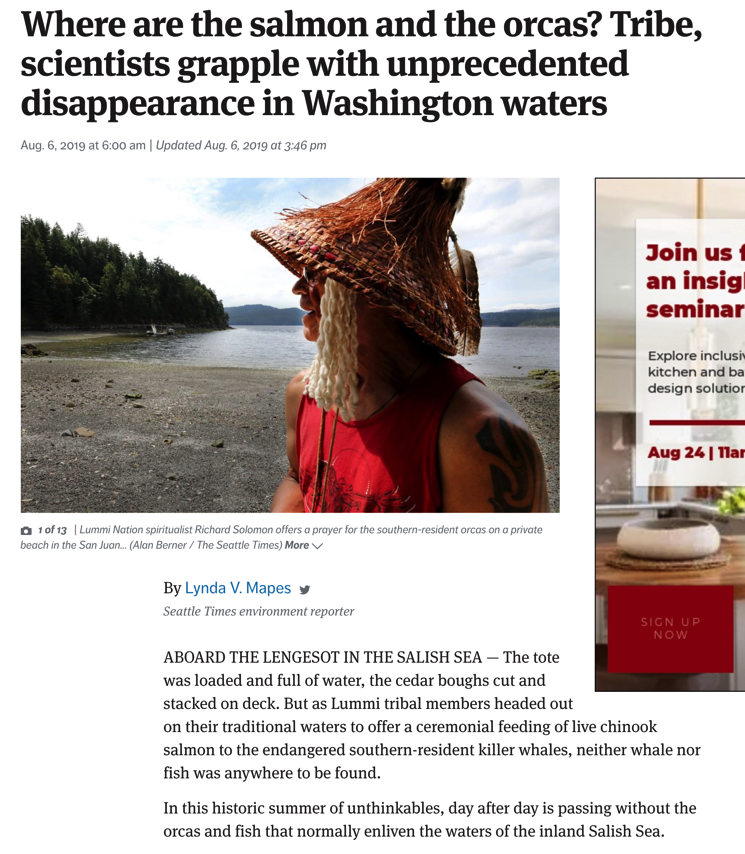 Where are the salmon and the orcas? Tribe,
scientists grapple with unprecedented
disappearance in Washington waters
Aug. 6, 2019 at 6:00 am | Updated Aug. 6, 2019 at 3:46 pm
1 of 13 | Lummi Nation spiritualist Richard Solomon offers a prayer for the southern-resident orcas on a private
beach in the San Juan... (Alan Berner / The Seattle Times) More
By Lynda V. Mapes
Seattle Times environment reporter
ABOARD THE LENGESOT IN THE SALISH SEA — The tote
was loaded and full of water, the cedar boughs cut and
stacked on deck. But as Lummi tribal members headed out
on their traditional waters to offer a ceremonial feeding of live chinook
salmon to the endangered southern-resident killer whales, neither whale nor
fish was anywhere to be found.
In this historic summer of unthinkables, day after day is passing without the
orcas and fish that normally enliven the waters of the inland Salish Sea.
Join us
an insig
seminar
Explore inclusiv
kitchen and ba
design solution
Aug 24 | 11a
SIGN UP
NOW